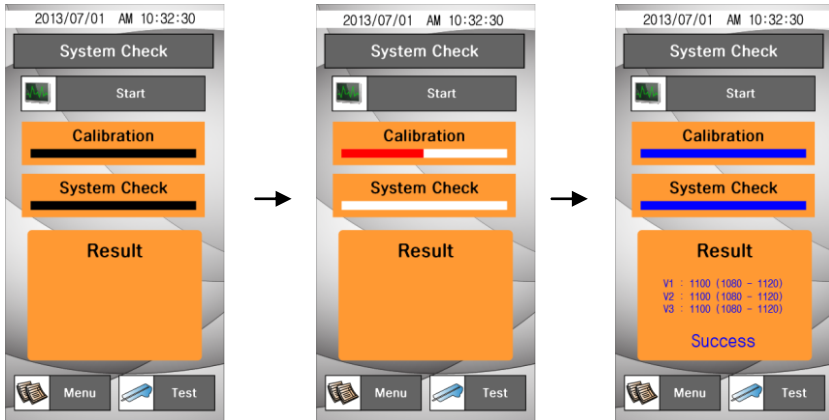 2013/07/01 AM 10:32:30
System Check
Start
Calibration
System Check
Result
Menu
Test
2013/07/01 AM 10:32:30
System Check
Start
Calibration
System Check
Result
Menu
Test
2013/07/01 AM 10:32:30
System Check
Start
Calibration
System Check
Result
V1 : 1100 (1080 - 1120)
V2 : 1100 (1080 - 1120)
V3 : 1100 (1080 - 1120)
Success
Menu
Test